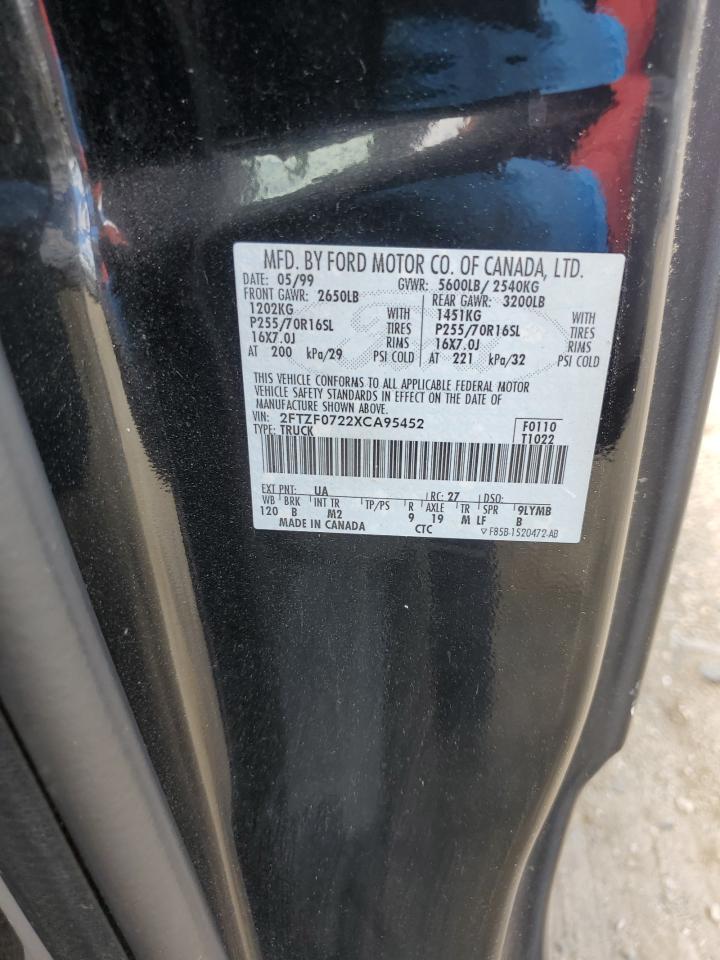 MFD. BY FORD MOTOR CO. OF CANADA, LTD.
DATE: 05/99 GVWR: 5600LB/ 2540KG
FRONT GAWR: 2650LB REAR GAWR: 3200LB
1202KG WITH 1451KG WITH
P255/70R16SL TIRES P255/70R16SL TIRES
16X7.0J RIMS 16X7.0J RIMS
AT 200 kPa/29 PSI COLD AT 221 kPa/32 PSI COLD
THIS VEHICLE CONFORMS TO ALL APPLICABLE FEDERAL MOTOR
VEHICLE SAFETY STANDARDS IN EFFECT ON THE DATE OF
MANUFACTURE SHOWN ABOVE.
VIN: 2FTZF0722XCA95452 F0110
TYPE: TRUCK T1022
EXT PNT: UA RC: 27 DSO:
WB BRK INT TR TP/PS R AXLE TR SPR 9LYMB
120 B M2 9 19 M LF B
MADE IN CANADA CTC ▽F85B-1520472-AB